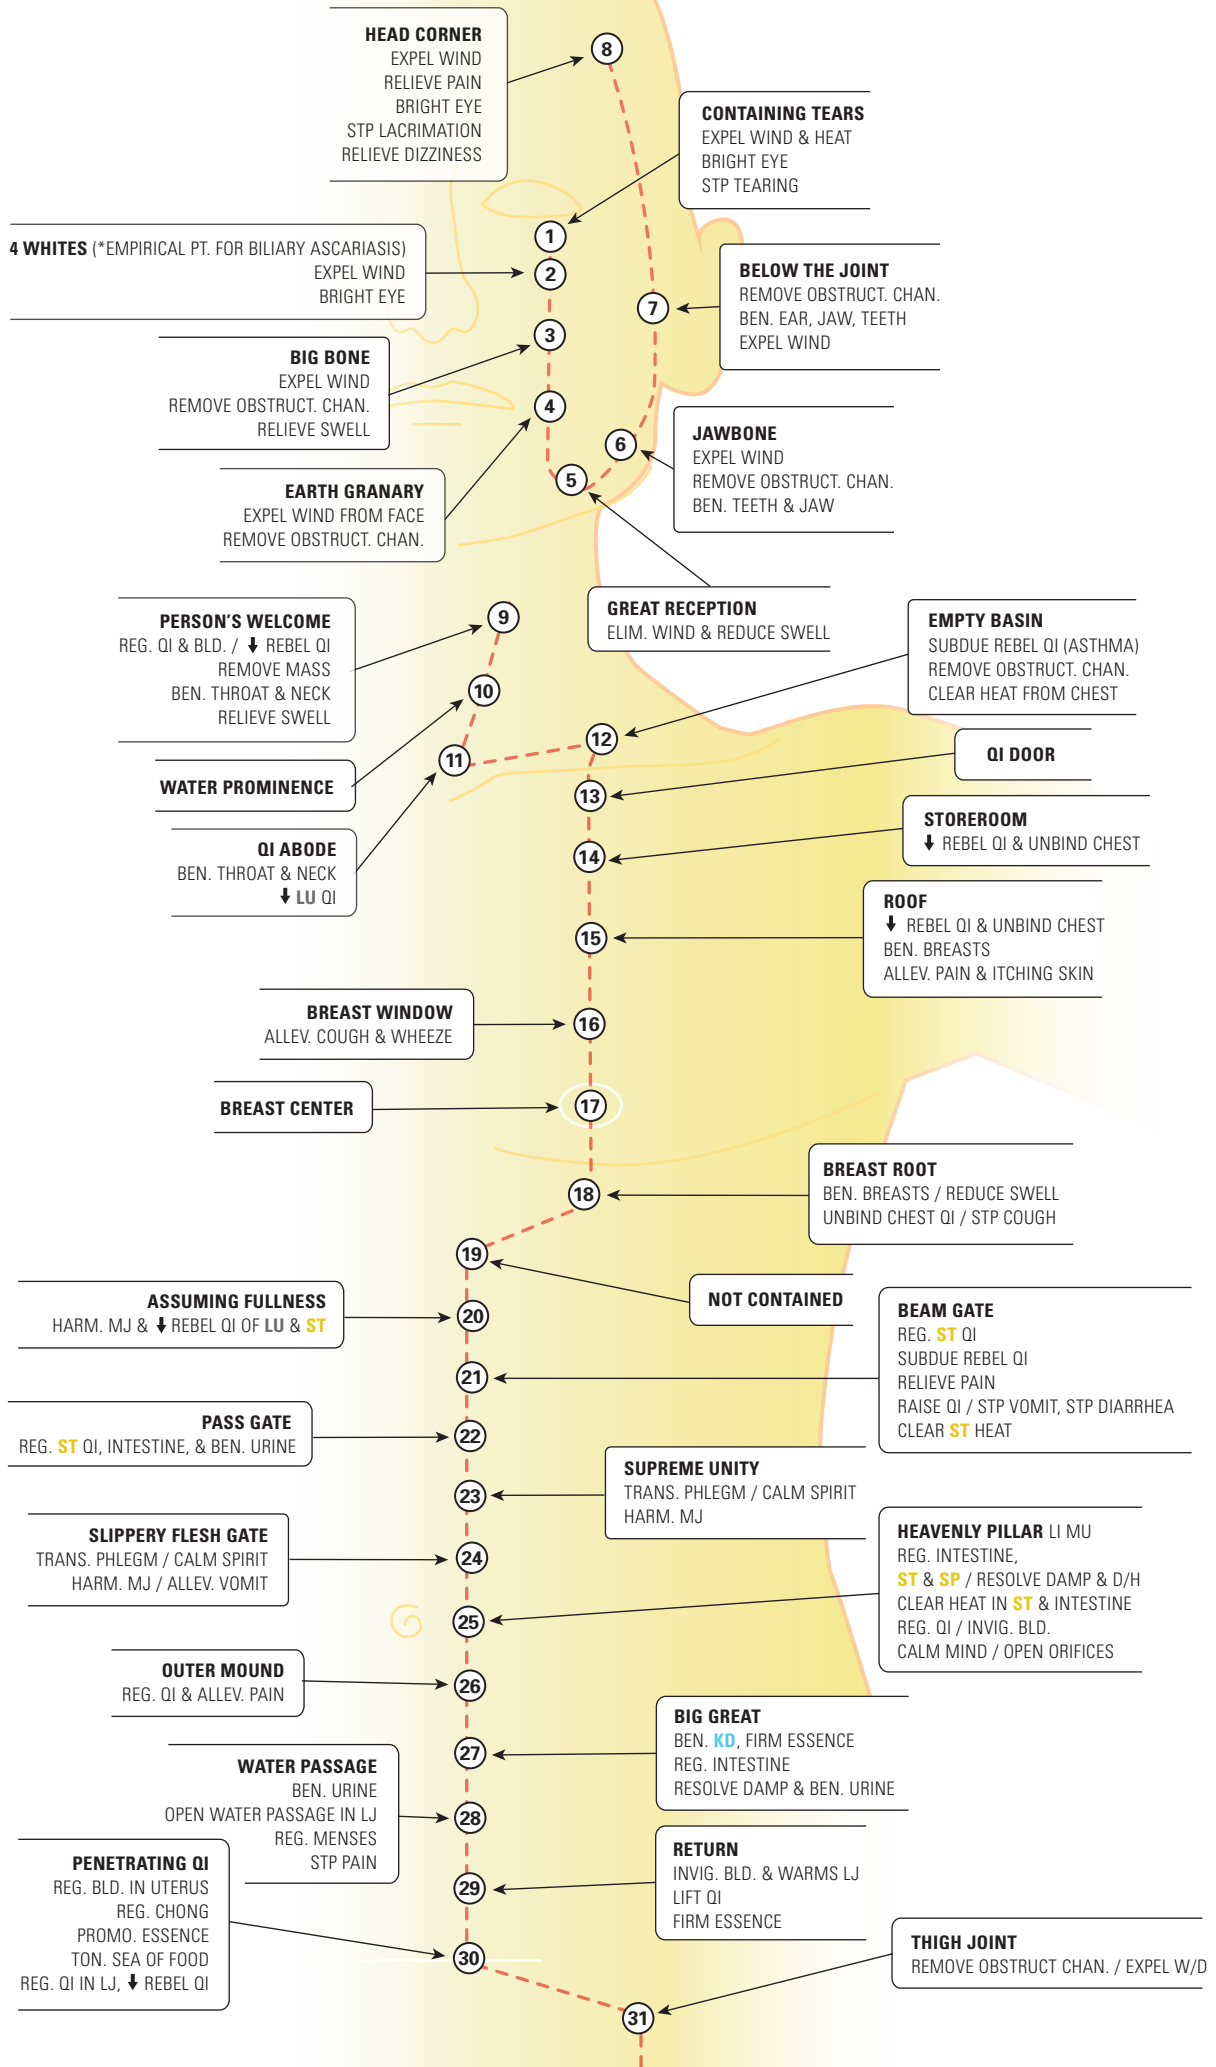 HEAD CORNER
EXPEL WIND
RELIEVE PAIN
BRIGHT EYE
STP LACRIMATION
RELIEVE DIZZINESS
8
CONTAINING TEARS
EXPEL WIND & HEAT
BRIGHT EYE
STP TEARING
1
4 WHITES (*EMPIRICAL PT. FOR BILIARY ASCARIASIS)
EXPEL WIND
BRIGHT EYE
2
BELOW THE JOINT
REMOVE OBSTRUCT. CHAN.
BEN. EAR, JAW, TEETH
EXPEL WIND
7
BIG BONE
EXPEL WIND
REMOVE OBSTRUCT. CHAN.
RELIEVE SWELL
3
4
JAWBONE
EXPEL WIND
REMOVE OBSTRUCT. CHAN.
BEN. TEETH & JAW
6
5
EARTH GRANARY
EXPEL WIND FROM FACE
REMOVE OBSTRUCT. CHAN.
GREAT RECEPTION
ELIM. WIND & REDUCE SWELL
PERSON'S WELCOME
REG. QI & BLD. / ⬇ REBEL QI
REMOVE MASS
BEN. THROAT & NECK
RELIEVE SWELL
9
EMPTY BASIN
SUBDUE REBEL QI (ASTHMA)
REMOVE OBSTRUCT. CHAN.
CLEAR HEAT FROM CHEST
10
12
WATER PROMINENCE
11
QI DOOR
13
QI ABODE
BEN. THROAT & NECK
⬇ LU QI
STOREROOM
⬇ REBEL QI & UNBIND CHEST
14
ROOF
⬇ REBEL QI & UNBIND CHEST
BEN. BREASTS
ALLEV. PAIN & ITCHING SKIN
15
BREAST WINDOW
ALLEV. COUGH & WHEEZE
16
BREAST CENTER
17
BREAST ROOT
BEN. BREASTS / REDUCE SWELL
UNBIND CHEST QI / STP COUGH
18
19
NOT CONTAINED
ASSUMING FULLNESS
HARM. MJ & ⬇ REBEL QI OF LU & ST
20
BEAM GATE
REG. ST QI
SUBDUE REBEL QI
RELIEVE PAIN
RAISE QI / STP VOMIT, STP DIARRHEA
CLEAR ST HEAT
21
PASS GATE
REG. ST QI, INTESTINE, & BEN. URINE
22
SUPREME UNITY
TRANS. PHLEGM / CALM SPIRIT
HARM. MJ
23
SLIPPERY FLESH GATE
TRANS. PHLEGM / CALM SPIRIT
HARM. MJ / ALLEV. VOMIT
24
HEAVENLY PILLAR LI MU
REG. INTESTINE,
ST & SP / RESOLVE DAMP & D/H
CLEAR HEAT IN ST & INTESTINE
REG. QI / INVIG. BLD.
CALM MIND / OPEN ORIFICES
25
OUTER MOUND
REG. QI & ALLEV. PAIN
26
BIG GREAT
BEN. KD, FIRM ESSENCE
REG. INTESTINE
RESOLVE DAMP & BEN. URINE
27
WATER PASSAGE
BEN. URINE
OPEN WATER PASSAGE IN LJ
REG. MENSES
STP PAIN
28
RETURN
INVIG. BLD. & WARMS LJ
LIFT QI
FIRM ESSENCE
29
PENETRATING QI
REG. BLD. IN UTERUS
REG. CHONG
PROMO. ESSENCE
TON. SEA OF FOOD
REG. QI IN LJ, ⬇ REBEL QI
30
THIGH JOINT
REMOVE OBSTRUCT CHAN. / EXPEL W/D
31